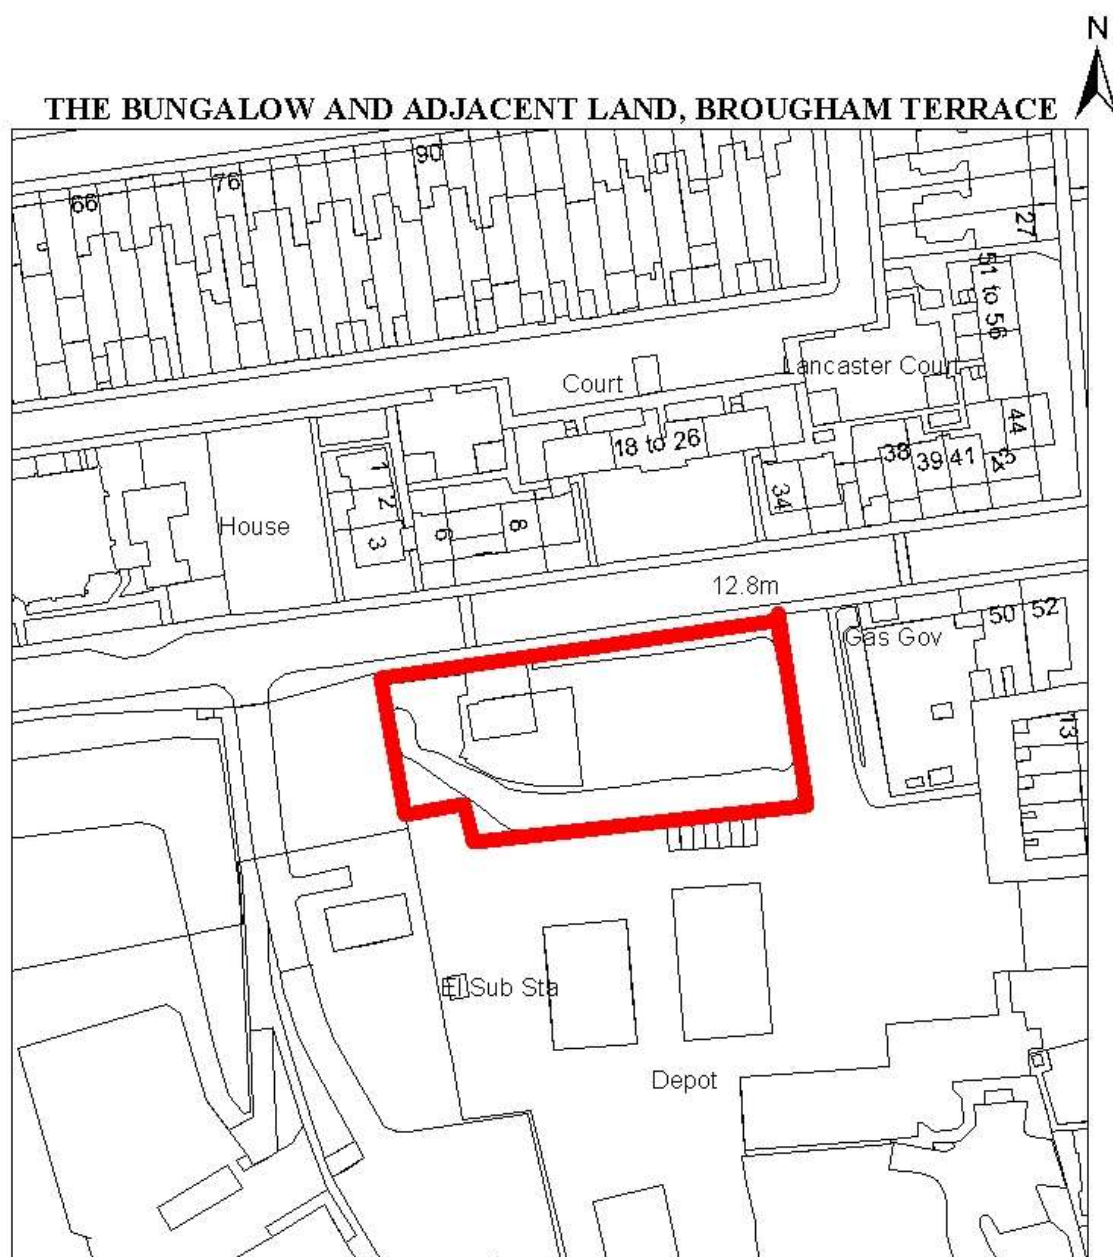 N
THE BUNGALOW AND ADJACENT LAND, BROUGHAM TERRACE
90
76
66
27
51 to 56
Lancaster Court
Court
44
18 to 26
38
39
41
1
2
34
House
3
6
8
12.8m
50
52
Gas Gov
13
El Sub Sta
Depot